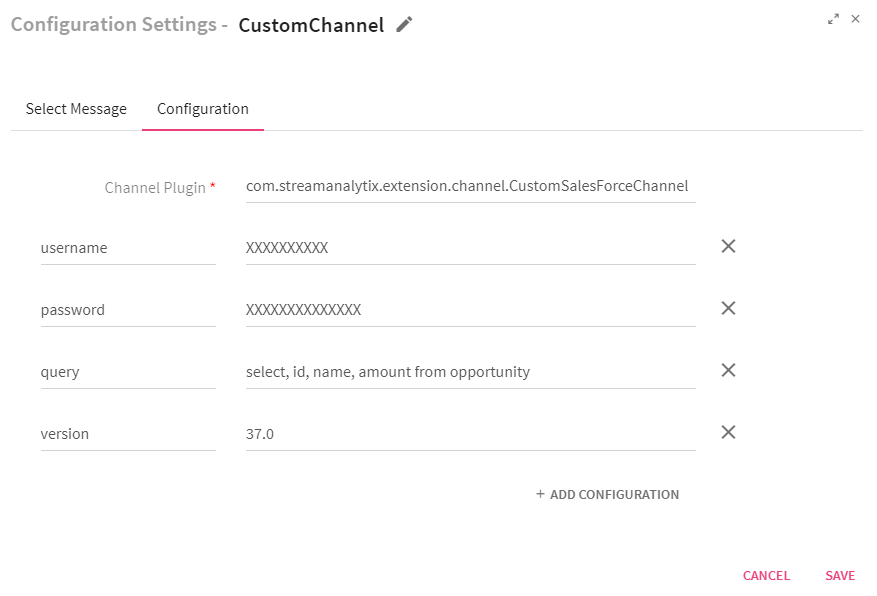 Configuration Settings - CustomChannel
Select Message Configuration
Channel Plugin * com.streamanalytix.extension.channel.CustomSalesForceChannel
username XXXXXXXXXX
password XXXXXXXXXXXXXX
query select, id, name, amount from opportunity
version 37.0
+ ADD CONFIGURATION
CANCEL SAVE